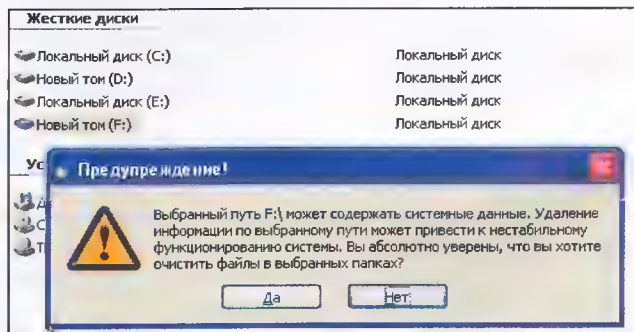 Жесткие диски
Локальный диск (C:) Локальный диск
Новый том (D:) Локальный диск
Локальный диск (E:) Локальный диск
Новый том (F:) Локальный диск
Ус
Предупреждение!
Д
С
Т
Выбранный путь F:\ может содержать системные данные. Удаление
информации по выбранному пути может привести к нестабильному
функционированию системы. Вы абсолютно уверены, что вы хотите
очистить файлы в выбранных папках?
Да Нет